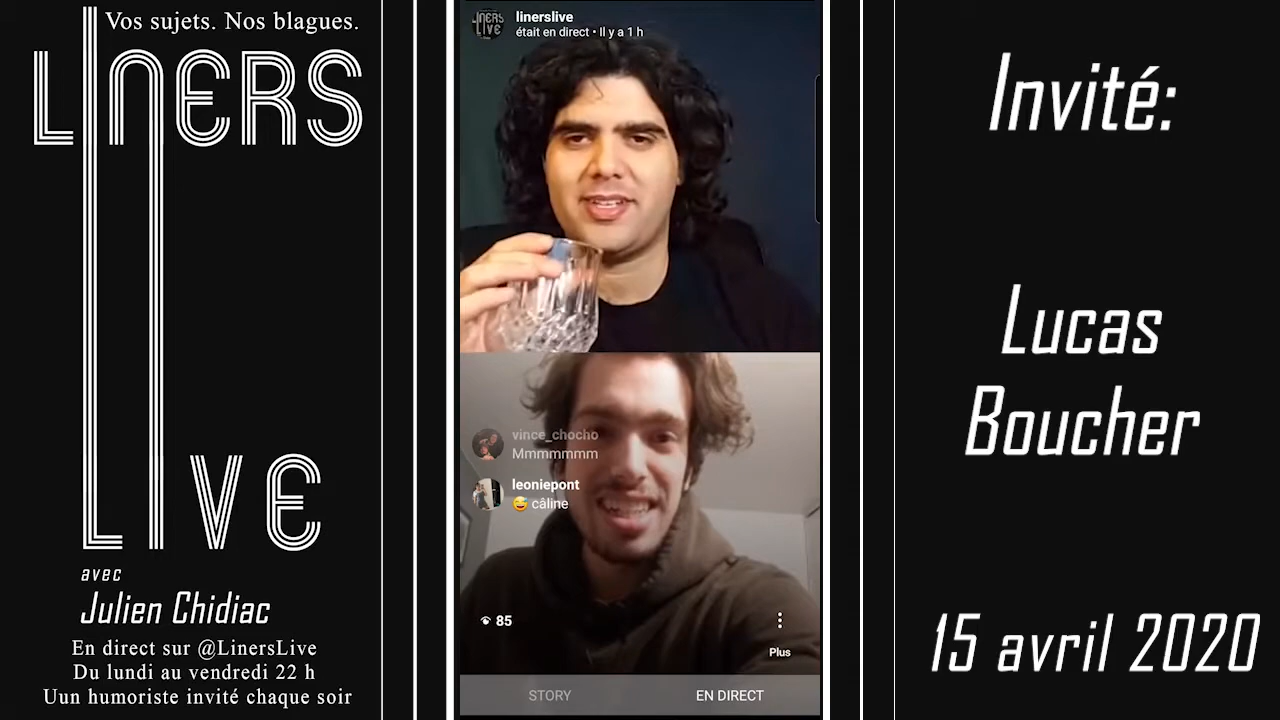 Vos sujets. Nos blagues.
LINERS
LIVE
avec
Julien Chidiac
En direct sur @LinersLive
Du lundi au vendredi 22 h
Uun humoriste invité chaque soir
LINERS
LIVE
linerslive
était en direct • Il y a 1 h
vince_chocho
Mmmmmmm
leoniepont
😅 câline
85
Plus
STORY
EN DIRECT
Invité:
Lucas
Boucher
15 avril 2020